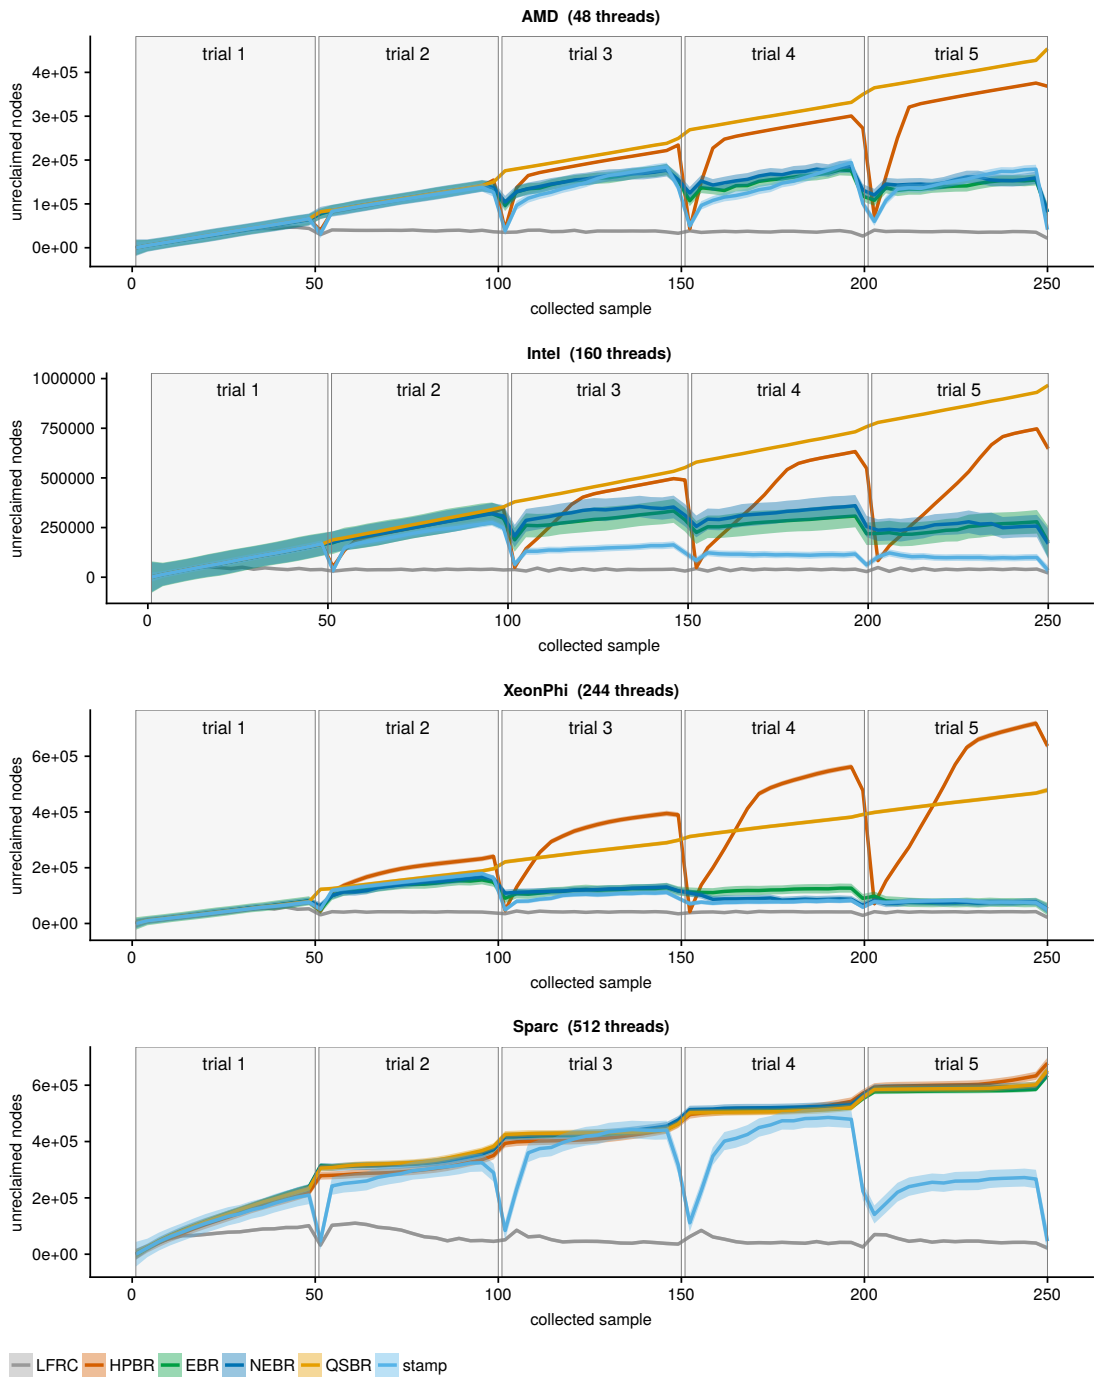 AMD (48 threads)
trial 1 trial 2 trial 3 trial 4 trial 5
unreclaimed nodes
4e+05
3e+05
2e+05
1e+05
0e+00
0 50 100 150 200 250
collected sample
Intel (160 threads)
trial 1 trial 2 trial 3 trial 4 trial 5
unreclaimed nodes
1000000
750000
500000
250000
0
0 50 100 150 200 250
collected sample
XeonPhi (244 threads)
trial 1 trial 2 trial 3 trial 4 trial 5
unreclaimed nodes
6e+05
4e+05
2e+05
0e+00
0 50 100 150 200 250
collected sample
Sparc (512 threads)
trial 1 trial 2 trial 3 trial 4 trial 5
unreclaimed nodes
6e+05
4e+05
2e+05
0e+00
0 50 100 150 200 250
collected sample
LFRC HPBR EBR NEBR QSBR stamp